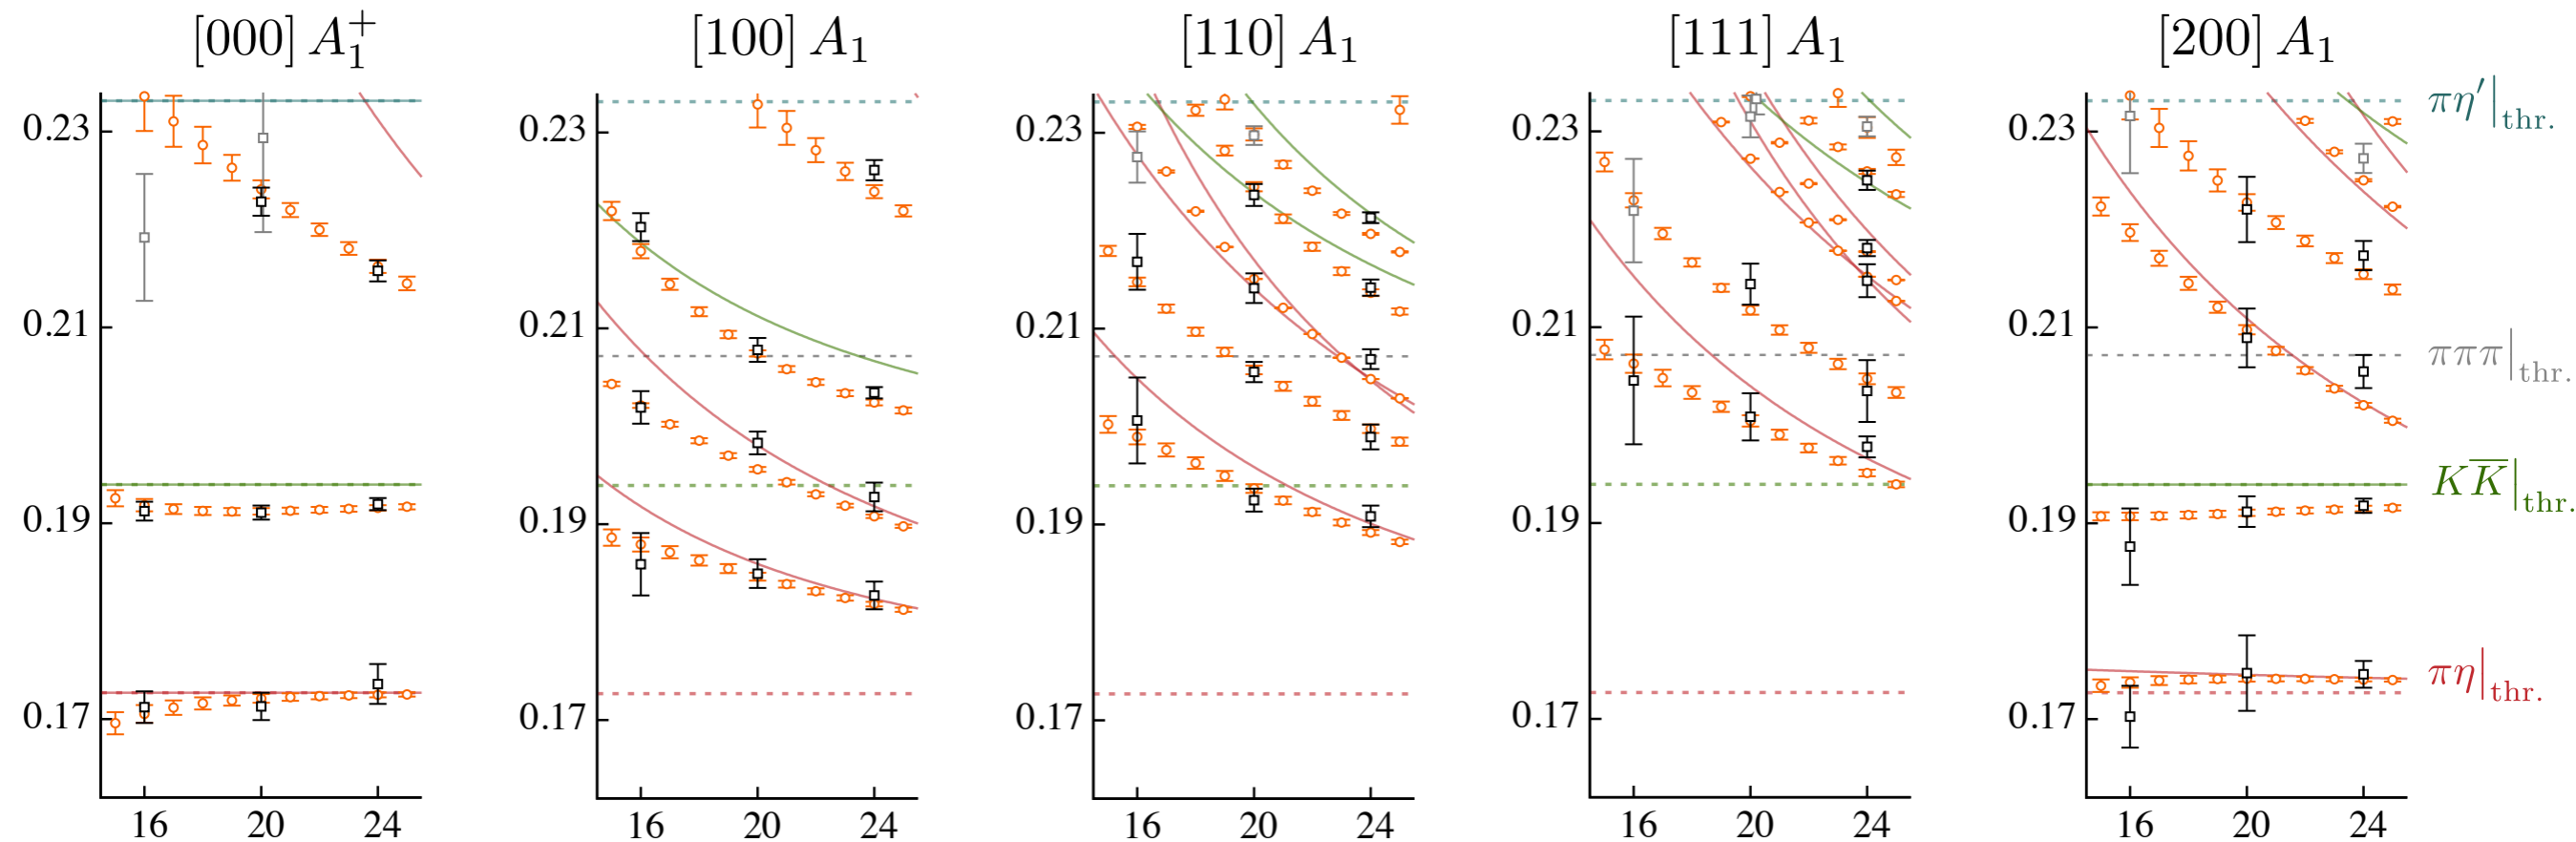 [000] A₁⁺ [100] A₁ [110] A₁ [111] A₁ [200] A₁
πη′|thr.
0.23 0.23 0.23 0.23 0.23
0.21 0.21 0.21 0.21 0.21
πππ|thr.
KK̅|thr.
0.19 0.19 0.19 0.19 0.19
πη|thr.
0.17 0.17 0.17 0.17 0.17
16 20 24 16 20 24 16 20 24 16 20 24 16 20 24